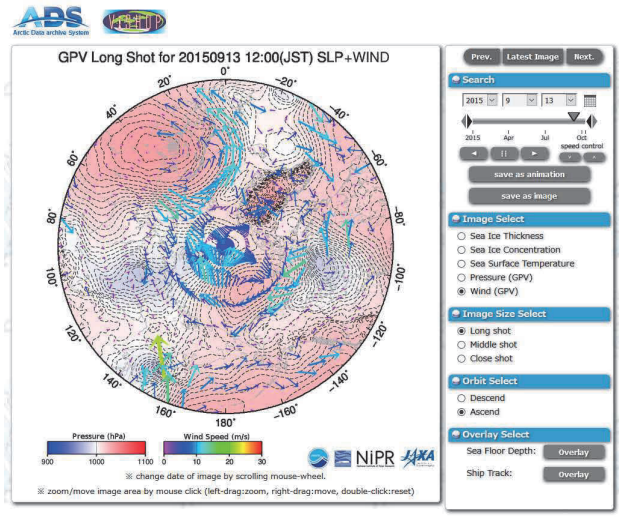 ADS
Arctic Data archive System
VISHOP
GPV Long Shot for 20150913 12:00(JST) SLP+WIND
0°
20°
-20°
40°
-40°
60°
-60°
80°
-80°
100°
-100°
120°
-120°
140°
-140°
160°
-160°
180°
Pressure (hPa)
900 1000 1100
Wind Speed (m/s)
0 10 20 30
NiPR
JAXA
※ change date of image by scrolling mouse-wheel.
※ zoom/move image area by mouse click (left-drag:zoom, right-drag:move, double-click:reset)
Prev. Latest Image Next.
Search
2015 9 13
2015 Apr Jul Oct
speed control
save as animation
save as image
Image Select
Sea Ice Thickness
Sea Ice Concentration
Sea Surface Temperature
Pressure (GPV)
Wind (GPV)
Image Size Select
Long shot
Middle shot
Close shot
Orbit Select
Descend
Ascend
Overlay Select
Sea Floor Depth: Overlay
Ship Track: Overlay